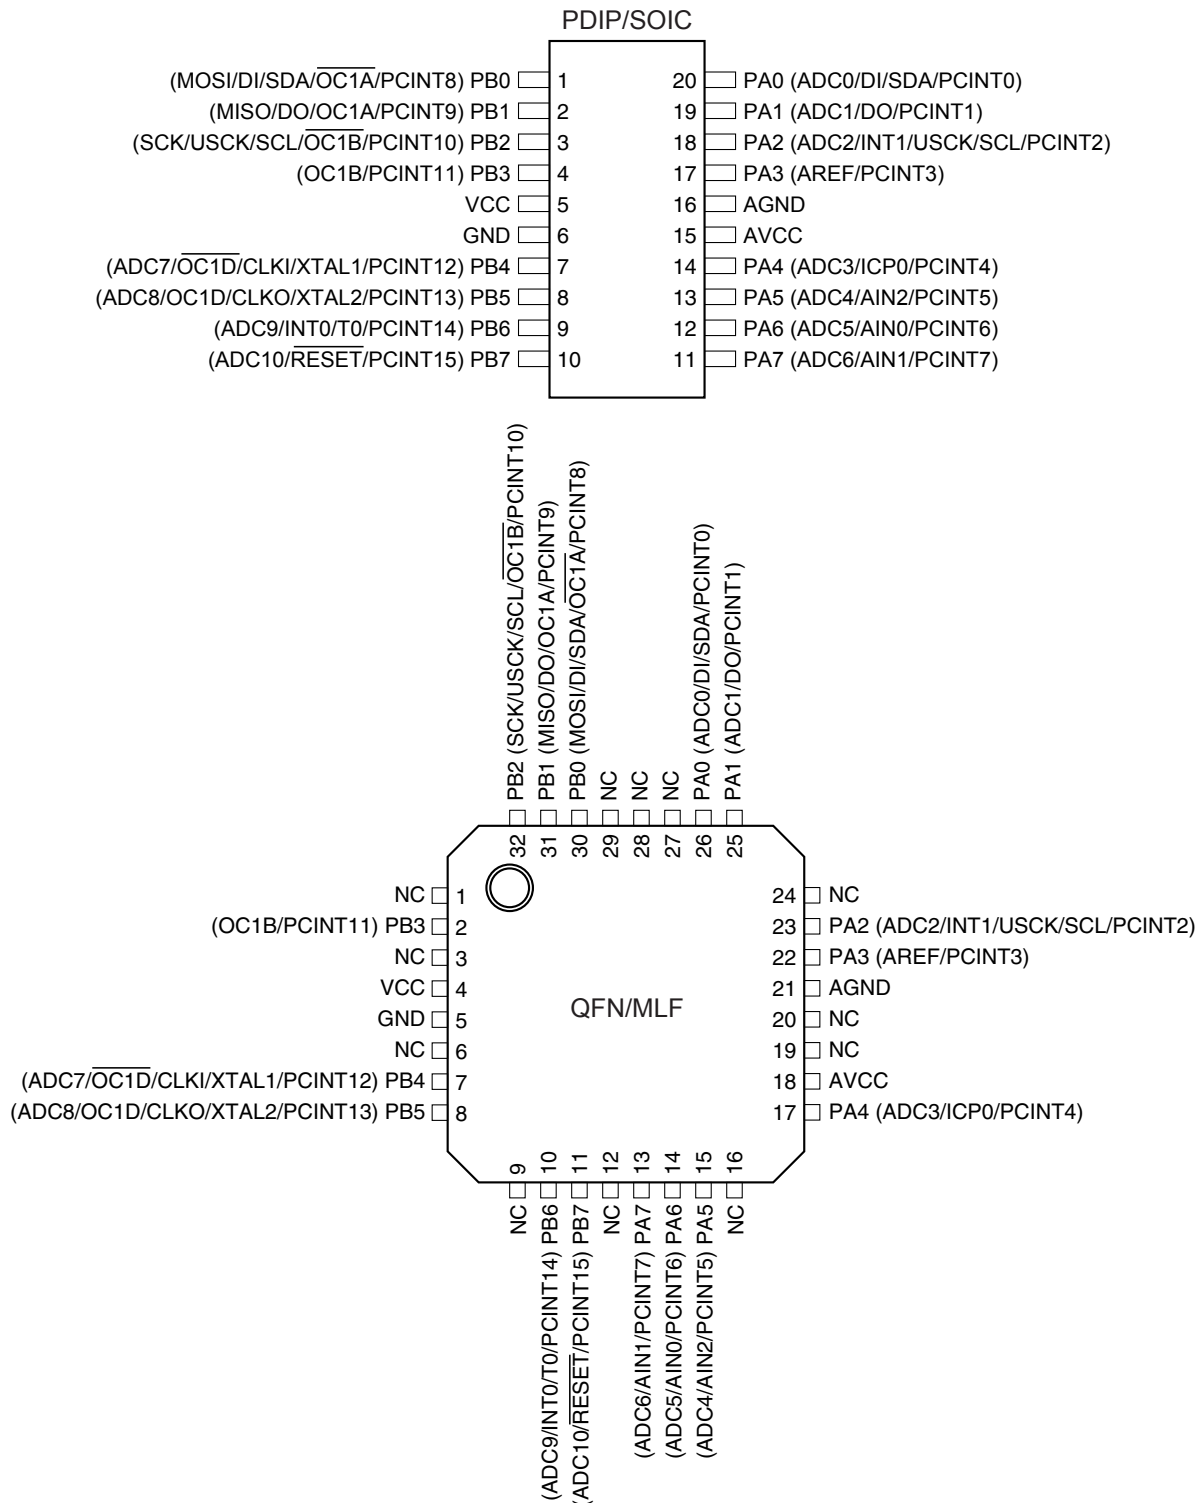 PDIP/SOIC
(MOSI/DI/SDA/OC1A/PCINT8) PB0 1 20 PA0 (ADC0/DI/SDA/PCINT0)
(MISO/DO/OC1A/PCINT9) PB1 2 19 PA1 (ADC1/DO/PCINT1)
(SCK/USCK/SCL/OC1B/PCINT10) PB2 3 18 PA2 (ADC2/INT1/USCK/SCL/PCINT2)
(OC1B/PCINT11) PB3 4 17 PA3 (AREF/PCINT3)
VCC 5 16 AGND
GND 6 15 AVCC
(ADC7/OC1D/CLKI/XTAL1/PCINT12) PB4 7 14 PA4 (ADC3/ICP0/PCINT4)
(ADC8/OC1D/CLKO/XTAL2/PCINT13) PB5 8 13 PA5 (ADC4/AIN2/PCINT5)
(ADC9/INT0/T0/PCINT14) PB6 9 12 PA6 (ADC5/AIN0/PCINT6)
(ADC10/RESET/PCINT15) PB7 10 11 PA7 (ADC6/AIN1/PCINT7)
32 PB2 (SCK/USCK/SCL/OC1B/PCINT10)
31 PB1 (MISO/DO/OC1A/PCINT9)
30 PB0 (MOSI/DI/SDA/OC1A/PCINT8)
29 NC
28 NC
27 NC
26 PA0 (ADC0/DI/SDA/PCINT0)
25 PA1 (ADC1/DO/PCINT1)
NC 1 24 NC
(OC1B/PCINT11) PB3 2 23 PA2 (ADC2/INT1/USCK/SCL/PCINT2)
NC 3 22 PA3 (AREF/PCINT3)
VCC 4 21 AGND
QFN/MLF
GND 5 20 NC
NC 6 19 NC
(ADC7/OC1D/CLKI/XTAL1/PCINT12) PB4 7 18 AVCC
(ADC8/OC1D/CLKO/XTAL2/PCINT13) PB5 8 17 PA4 (ADC3/ICP0/PCINT4)
NC 9
(ADC9/INT0/T0/PCINT14) PB6 10
(ADC10/RESET/PCINT15) PB7 11
NC 12
(ADC6/AIN1/PCINT7) PA7 13
(ADC5/AIN0/PCINT6) PA6 14
(ADC4/AIN2/PCINT5) PA5 15
NC 16